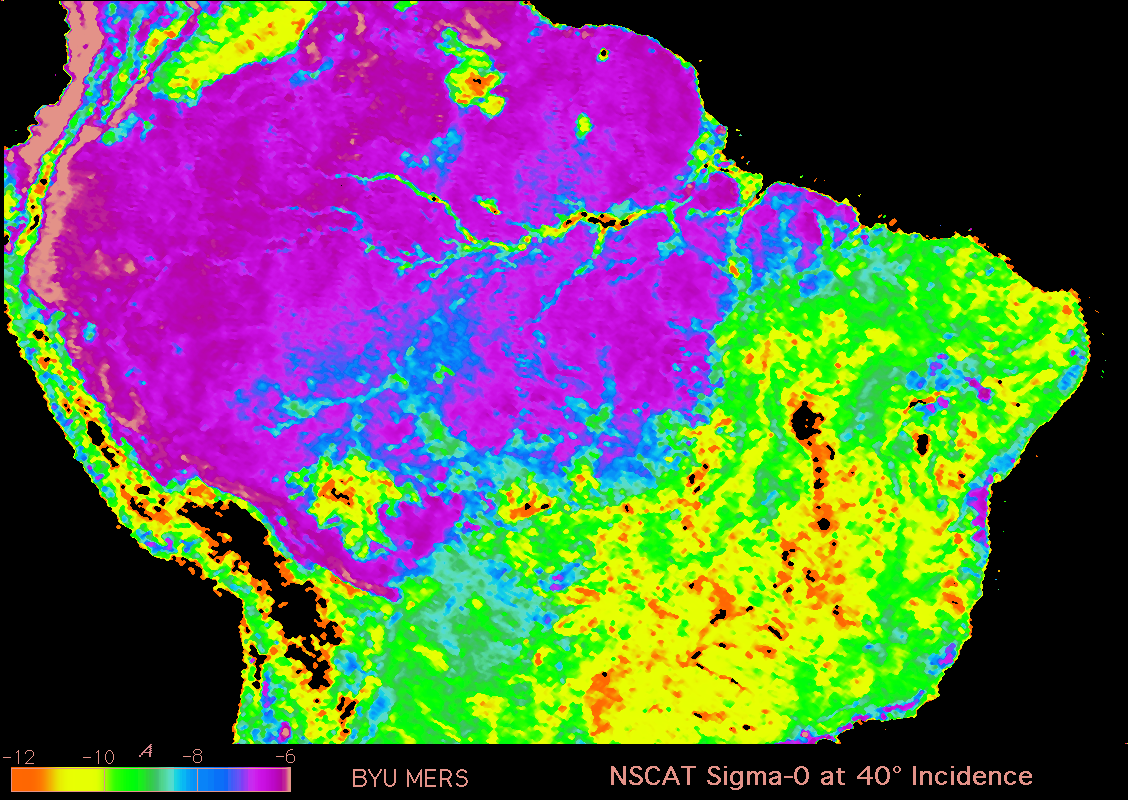 -12 -10 A -8 -6
BYU MERS
NSCAT Sigma-0 at 40° Incidence